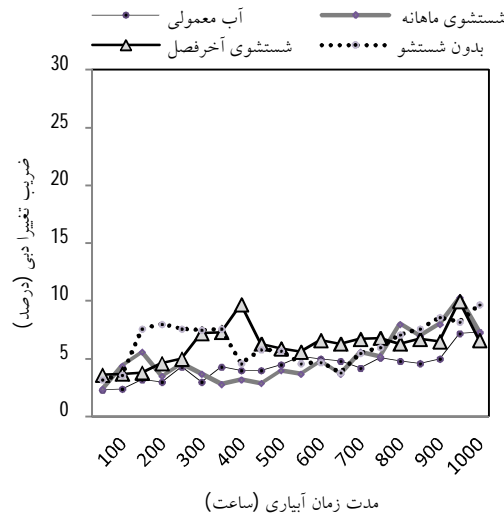 آب معمولی
شستشوی ماهانه
شستشوی آخرفصل
بدون شستشو
30
25
20
15
10
5
0
ضریب تغییرا دبی (درصد)
100 200 300 400 500 600 700 800 900 1000
مدت زمان آبیاری (ساعت)